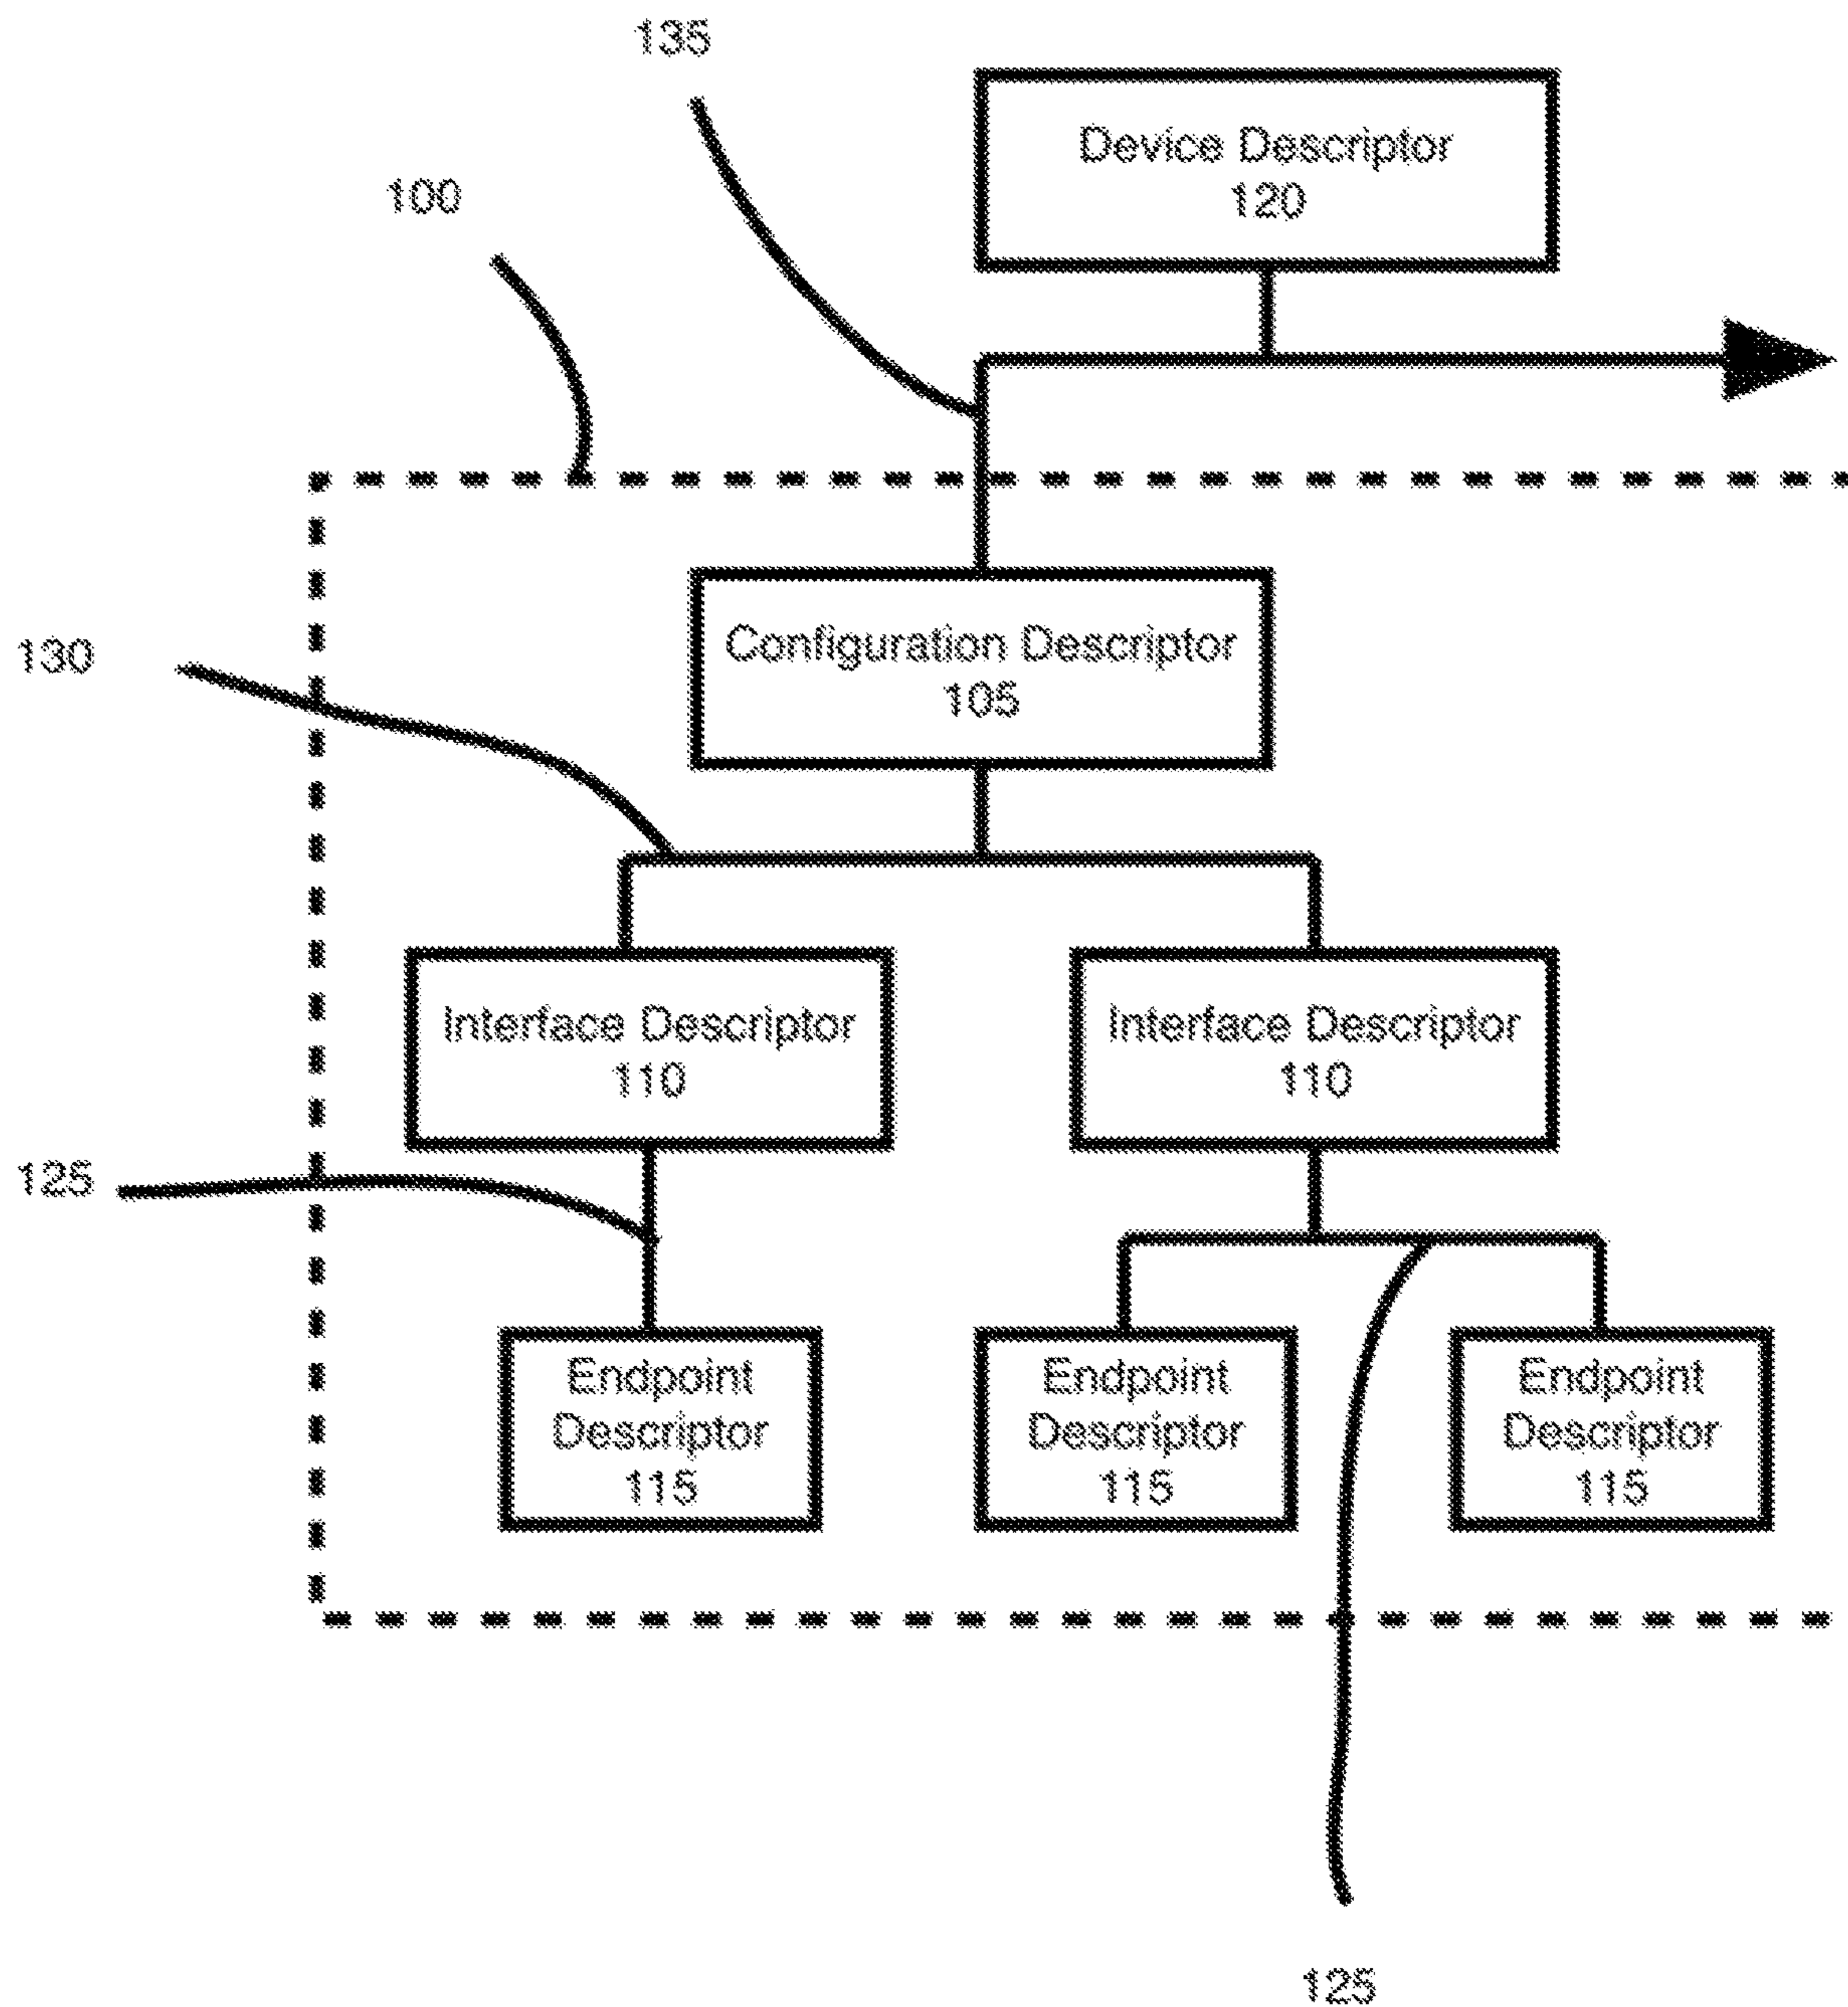 135
Device Descriptor
120
100
Configuration Descriptor
105
130
Interface Descriptor
110
Interface Descriptor
110
125
Endpoint
Descriptor
115
Endpoint
Descriptor
115
Endpoint
Descriptor
115
125